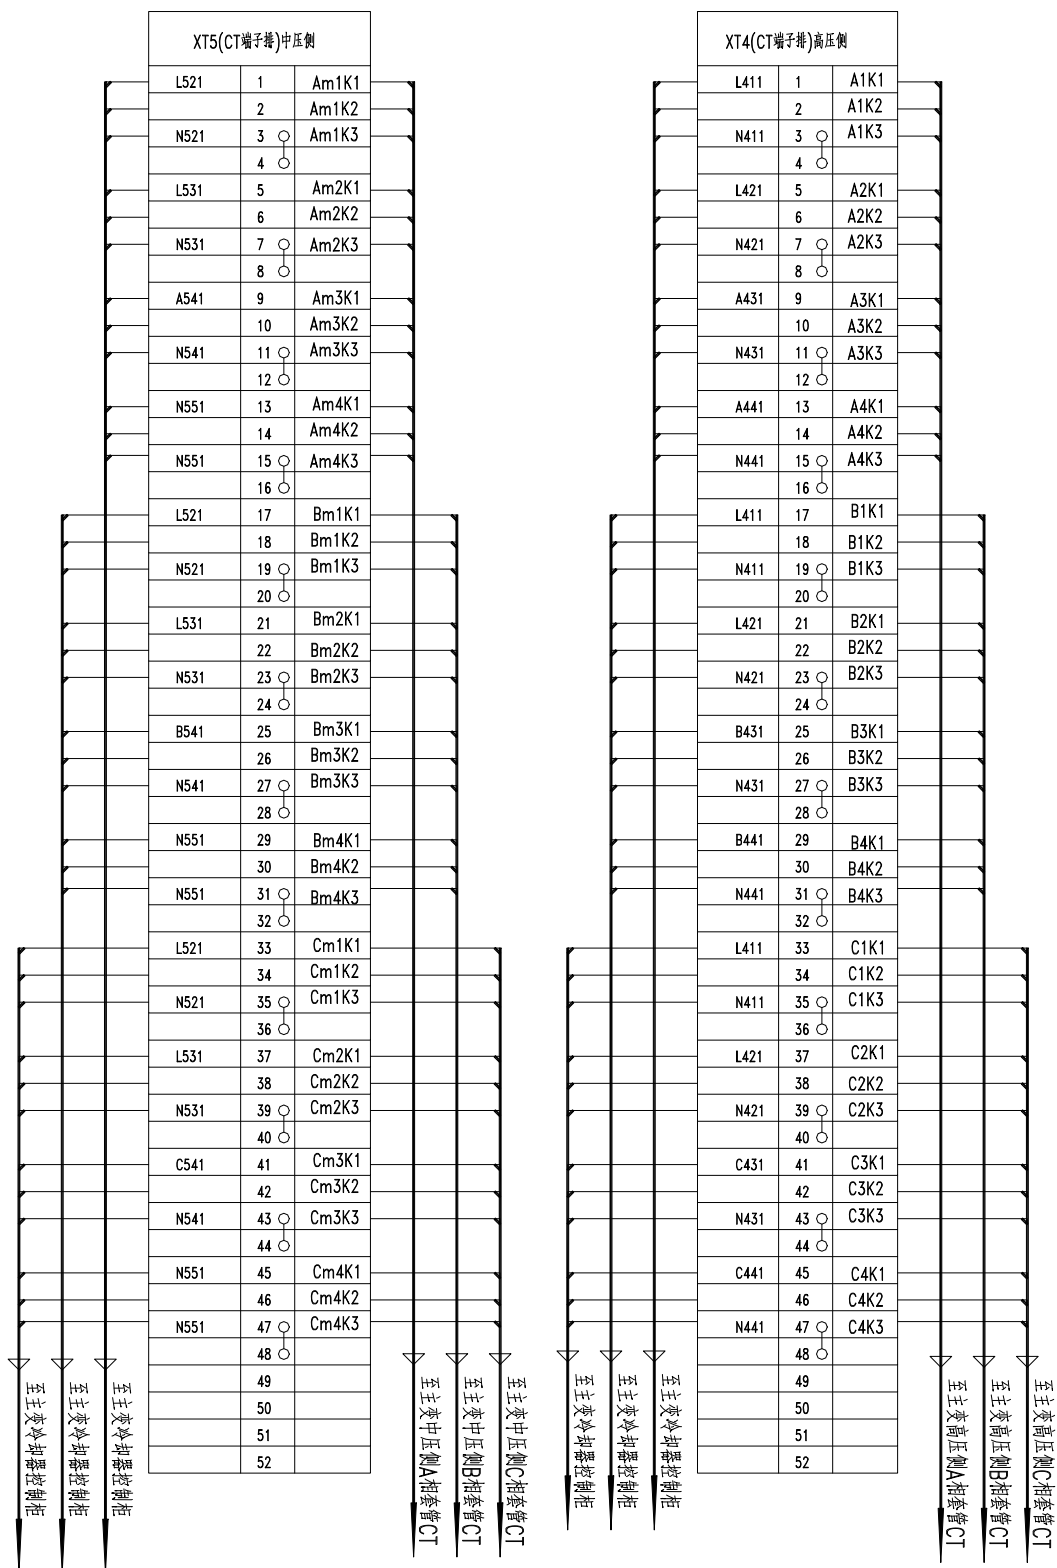 XT5(CT端子排)中压侧
L521 1 Am1K1
2 Am1K2
N521 3 Am1K3
4
L531 5 Am2K1
6 Am2K2
N531 7 Am2K3
8
A541 9 Am3K1
10 Am3K2
N541 11 Am3K3
12
N551 13 Am4K1
14 Am4K2
N551 15 Am4K3
16
L521 17 Bm1K1
18 Bm1K2
N521 19 Bm1K3
20
L531 21 Bm2K1
22 Bm2K2
N531 23 Bm2K3
24
B541 25 Bm3K1
26 Bm3K2
N541 27 Bm3K3
28
N551 29 Bm4K1
30 Bm4K2
N551 31 Bm4K3
32
L521 33 Cm1K1
34 Cm1K2
N521 35 Cm1K3
36
L531 37 Cm2K1
38 Cm2K2
N531 39 Cm2K3
40
C541 41 Cm3K1
42 Cm3K2
N541 43 Cm3K3
44
N551 45 Cm4K1
46 Cm4K2
N551 47 Cm4K3
48
49
50
51
52
至主变冷却器控制柜
至主变冷却器控制柜
至主变冷却器控制柜
至主变中压侧A相套管CT
至主变中压侧B相套管CT
至主变中压侧C相套管CT
XT4(CT端子排)高压侧
L411 1 A1K1
2 A1K2
N411 3 A1K3
4
L421 5 A2K1
6 A2K2
N421 7 A2K3
8
A431 9 A3K1
10 A3K2
N431 11 A3K3
12
A441 13 A4K1
14 A4K2
N441 15 A4K3
16
L411 17 B1K1
18 B1K2
N411 19 B1K3
20
L421 21 B2K1
22 B2K2
N421 23 B2K3
24
B431 25 B3K1
26 B3K2
N431 27 B3K3
28
B441 29 B4K1
30 B4K2
N441 31 B4K3
32
L411 33 C1K1
34 C1K2
N411 35 C1K3
36
L421 37 C2K1
38 C2K2
N421 39 C2K3
40
C431 41 C3K1
42 C3K2
N431 43 C3K3
44
C441 45 C4K1
46 C4K2
N441 47 C4K3
48
49
50
51
52
至主变冷却器控制柜
至主变冷却器控制柜
至主变冷却器控制柜
至主变高压侧A相套管CT
至主变高压侧B相套管CT
至主变高压侧C相套管CT